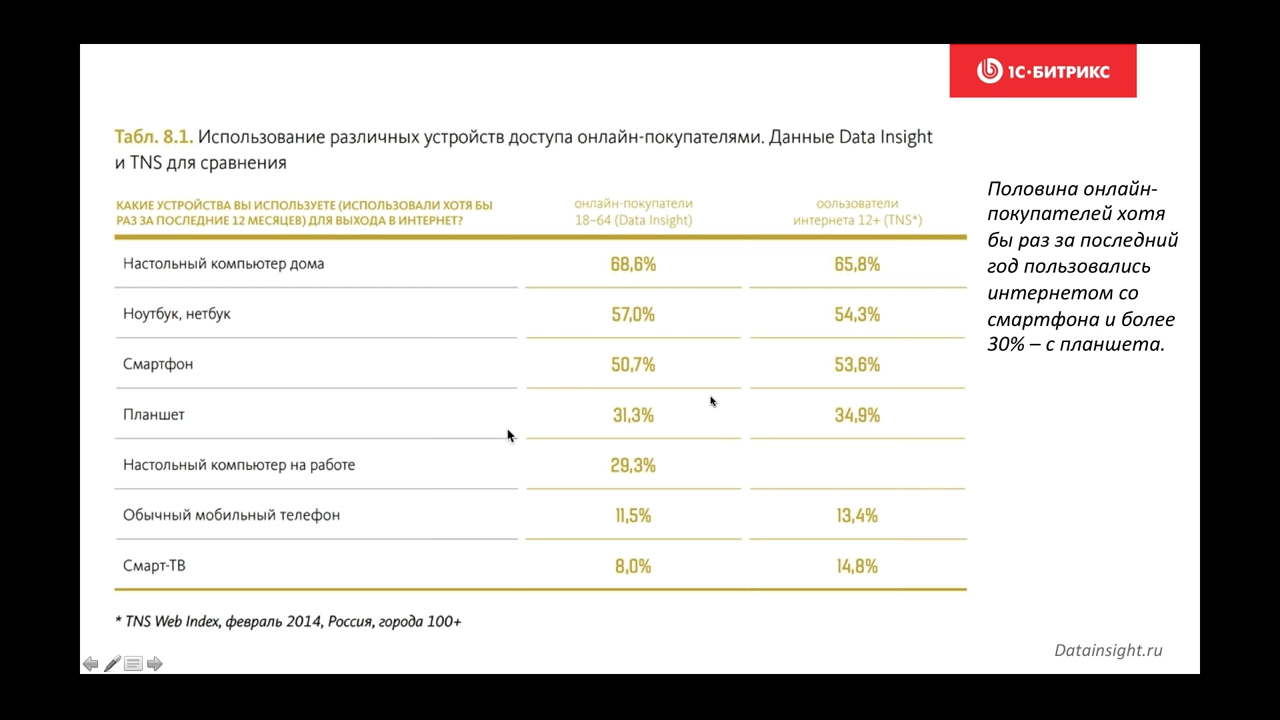 1С·БИТРИКС
Табл. 8.1. Использование различных устройств доступа онлайн-покупателями. Данные Data Insight
и TNS для сравнения
КАКИЕ УСТРОЙСТВА ВЫ ИСПОЛЬЗУЕТЕ (ИСПОЛЬЗОВАЛИ ХОТЯ БЫ
РАЗ ЗА ПОСЛЕДНИЕ 12 МЕСЯЦЕВ) ДЛЯ ВЫХОДА В ИНТЕРНЕТ?
онлайн-покупатели
18–64 (Data Insight)
оользователи
интернета 12+ (TNS*)
Настольный компьютер дома 68,6% 65,8%
Ноутбук, нетбук 57,0% 54,3%
Смартфон 50,7% 53,6%
Планшет 31,3% 34,9%
Настольный компьютер на работе 29,3%
Обычный мобильный телефон 11,5% 13,4%
Смарт-ТВ 8,0% 14,8%
* TNS Web Index, февраль 2014, Россия, города 100+
Половина онлайн-
покупателей хотя
бы раз за последний
год пользовались
интернетом со
смартфона и более
30% – с планшета.
Datainsight.ru